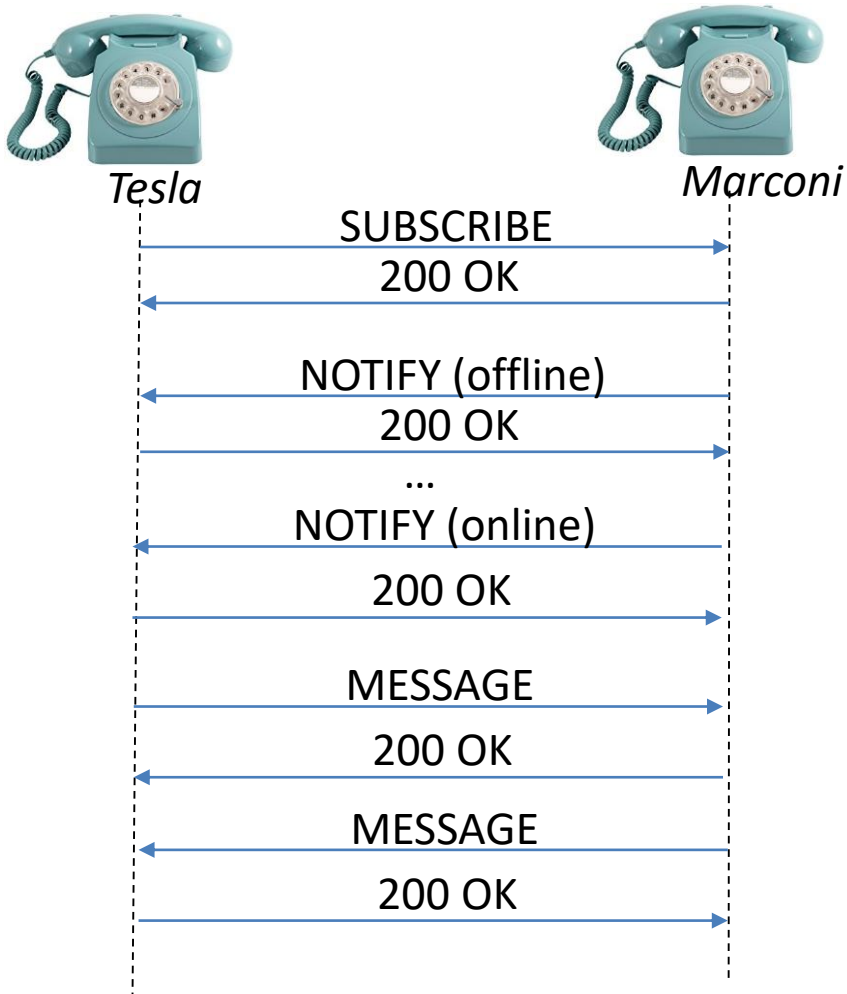 Tesla
Marconi
SUBSCRIBE
200 OK
NOTIFY (offline)
200 OK
...
NOTIFY (online)
200 OK
MESSAGE
200 OK
MESSAGE
200 OK